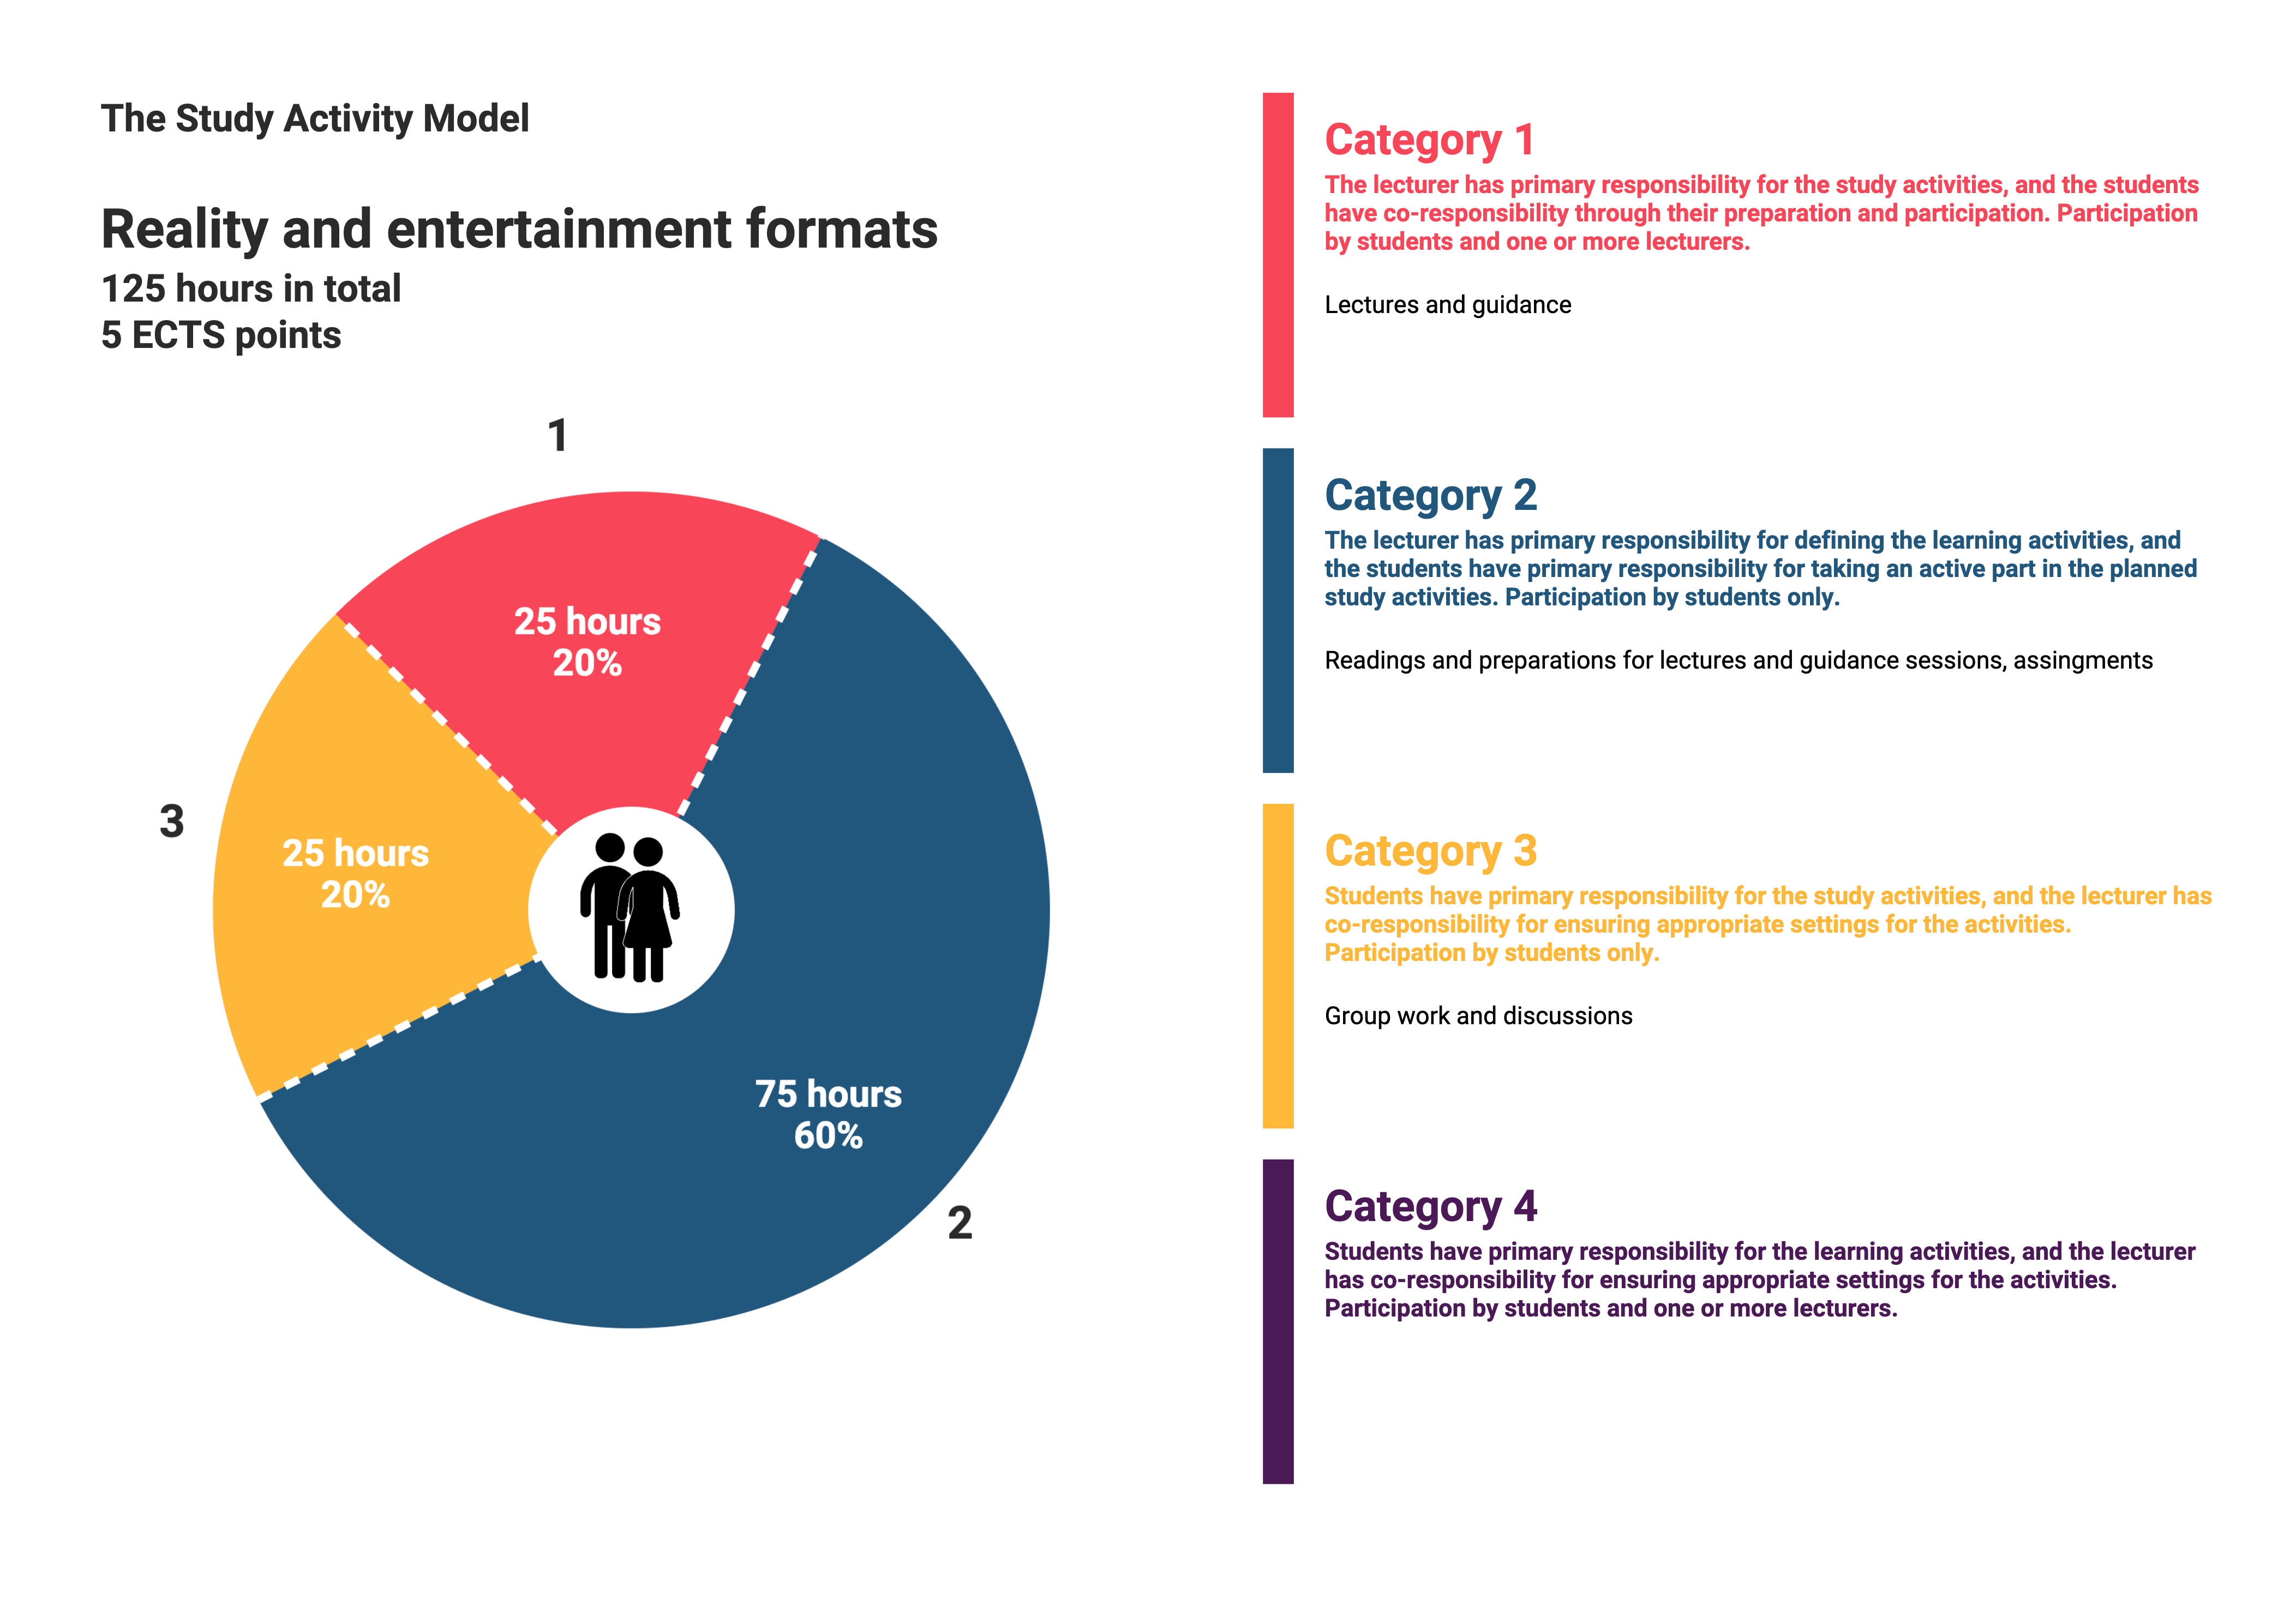 The Study Activity Model
Reality and entertainment formats
125 hours in total
5 ECTS points
1
25 hours
20%
3
25 hours
20%
75 hours
60%
2
Category 1
The lecturer has primary responsibility for the study activities, and the students
have co-responsibility through their preparation and participation. Participation
by students and one or more lecturers.
Lectures and guidance
Category 2
The lecturer has primary responsibility for defining the learning activities, and
the students have primary responsibility for taking an active part in the planned
study activities. Participation by students only.
Readings and preparations for lectures and guidance sessions, assingments
Category 3
Students have primary responsibility for the study activities, and the lecturer has
co-responsibility for ensuring appropriate settings for the activities.
Participation by students only.
Group work and discussions
Category 4
Students have primary responsibility for the learning activities, and the lecturer
has co-responsibility for ensuring appropriate settings for the activities.
Participation by students and one or more lecturers.